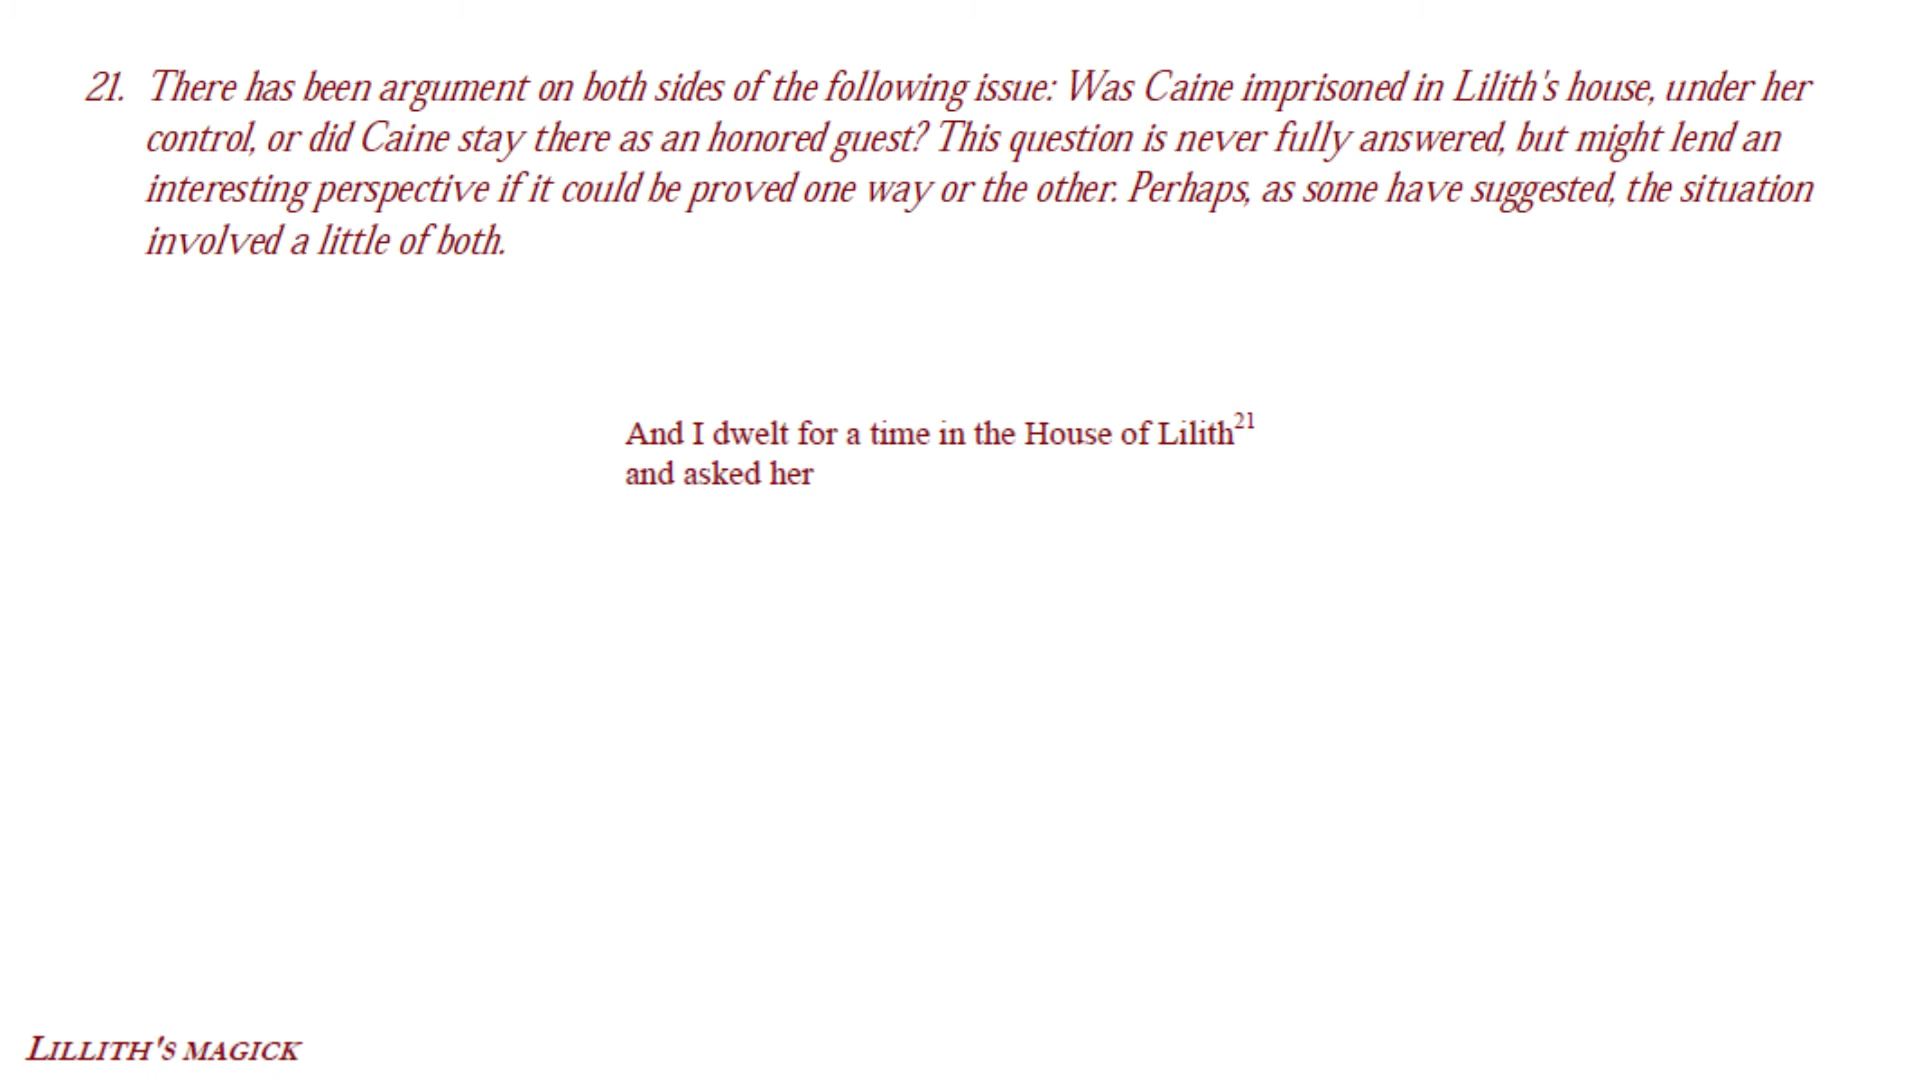 21. There has been argument on both sides of the following issue: Was Caine imprisoned in Lilith's house, under her
control, or did Caine stay there as an honored guest? This question is never fully answered, but might lend an
interesting perspective if it could be proved one way or the other. Perhaps, as some have suggested, the situation
involved a little of both.
And I dwelt for a time in the House of Lilith21
and asked her
LILLITH'S MAGICK